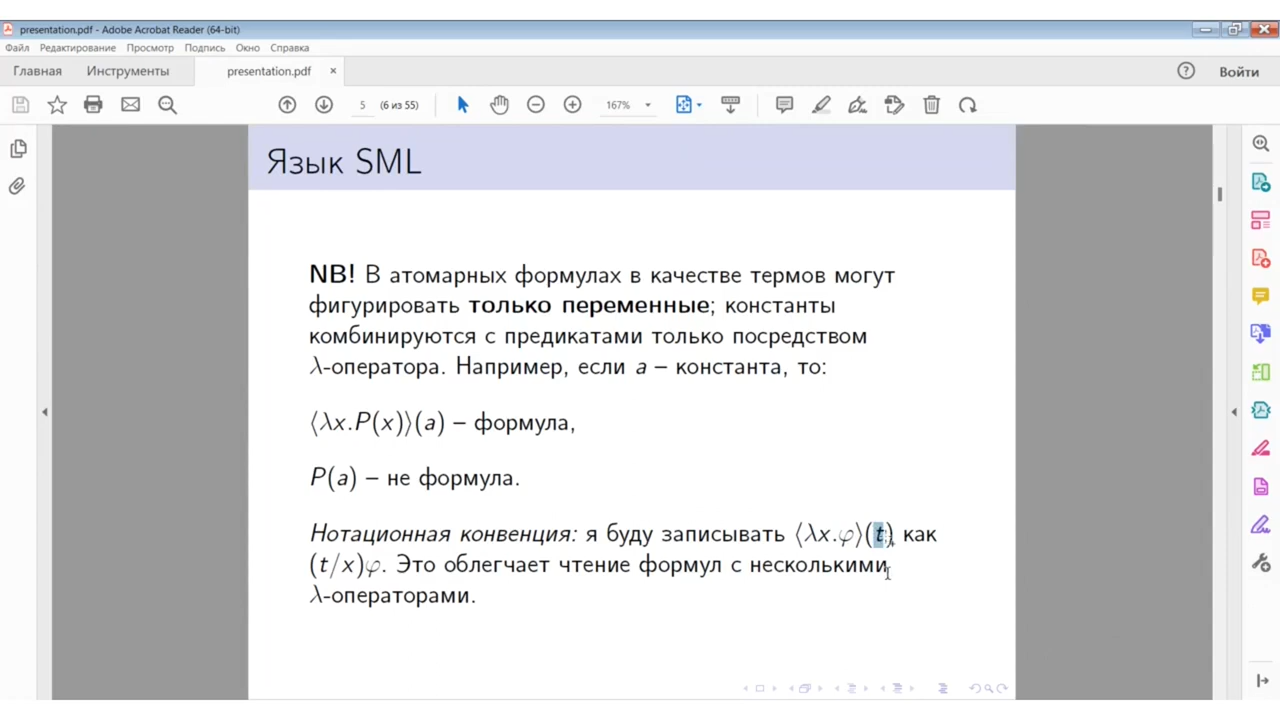 presentation.pdf - Adobe Acrobat Reader (64-bit)
Файл Редактирование Просмотр Подпись Окно Справка
Главная Инструменты presentation.pdf × Войти
5 (6 из 55) 167%
Язык SML
NB! В атомарных формулах в качестве термов могут
фигурировать только переменные; константы
комбинируются с предикатами только посредством
λ-оператора. Например, если a – константа, то:
⟨λx.P(x)⟩(a) – формула,
P(a) – не формула.
Нотационная конвенция: я буду записывать ⟨λx.φ⟩(t) как
(t/x)φ. Это облегчает чтение формул с несколькими
λ-операторами.